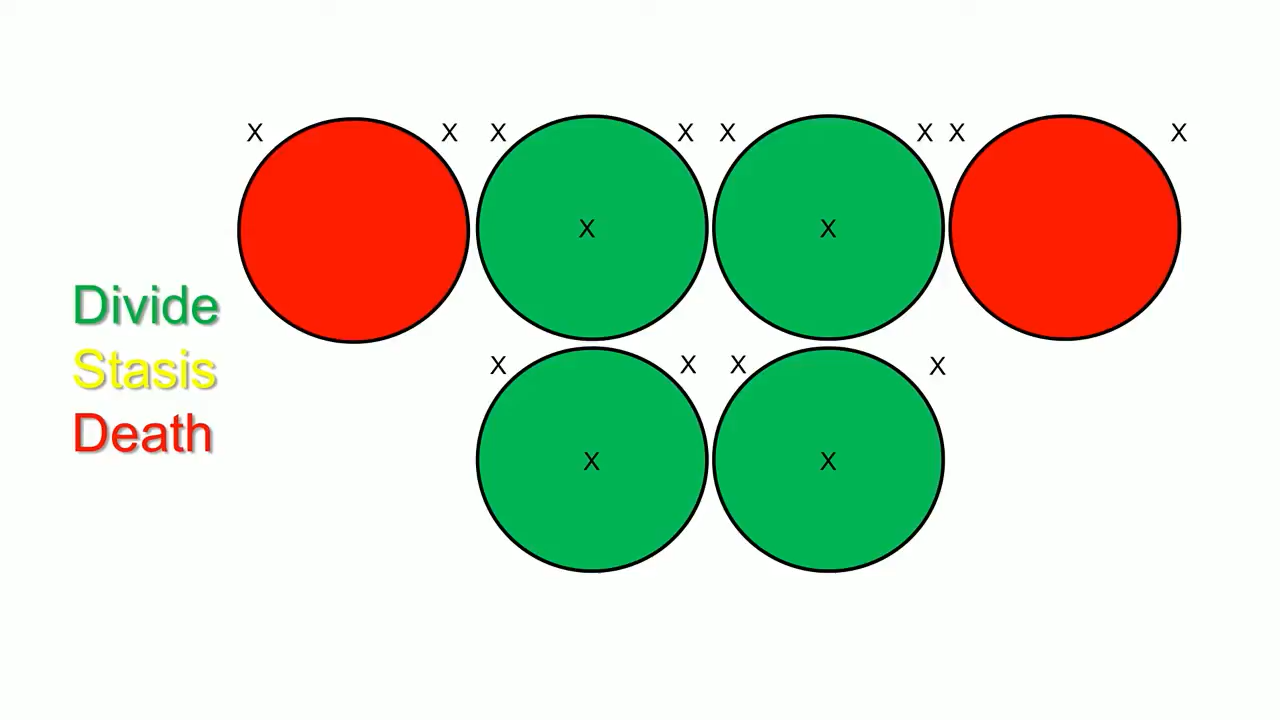 X X X X X X X X
X X
Divide
X X X X
Stasis
Death
X X